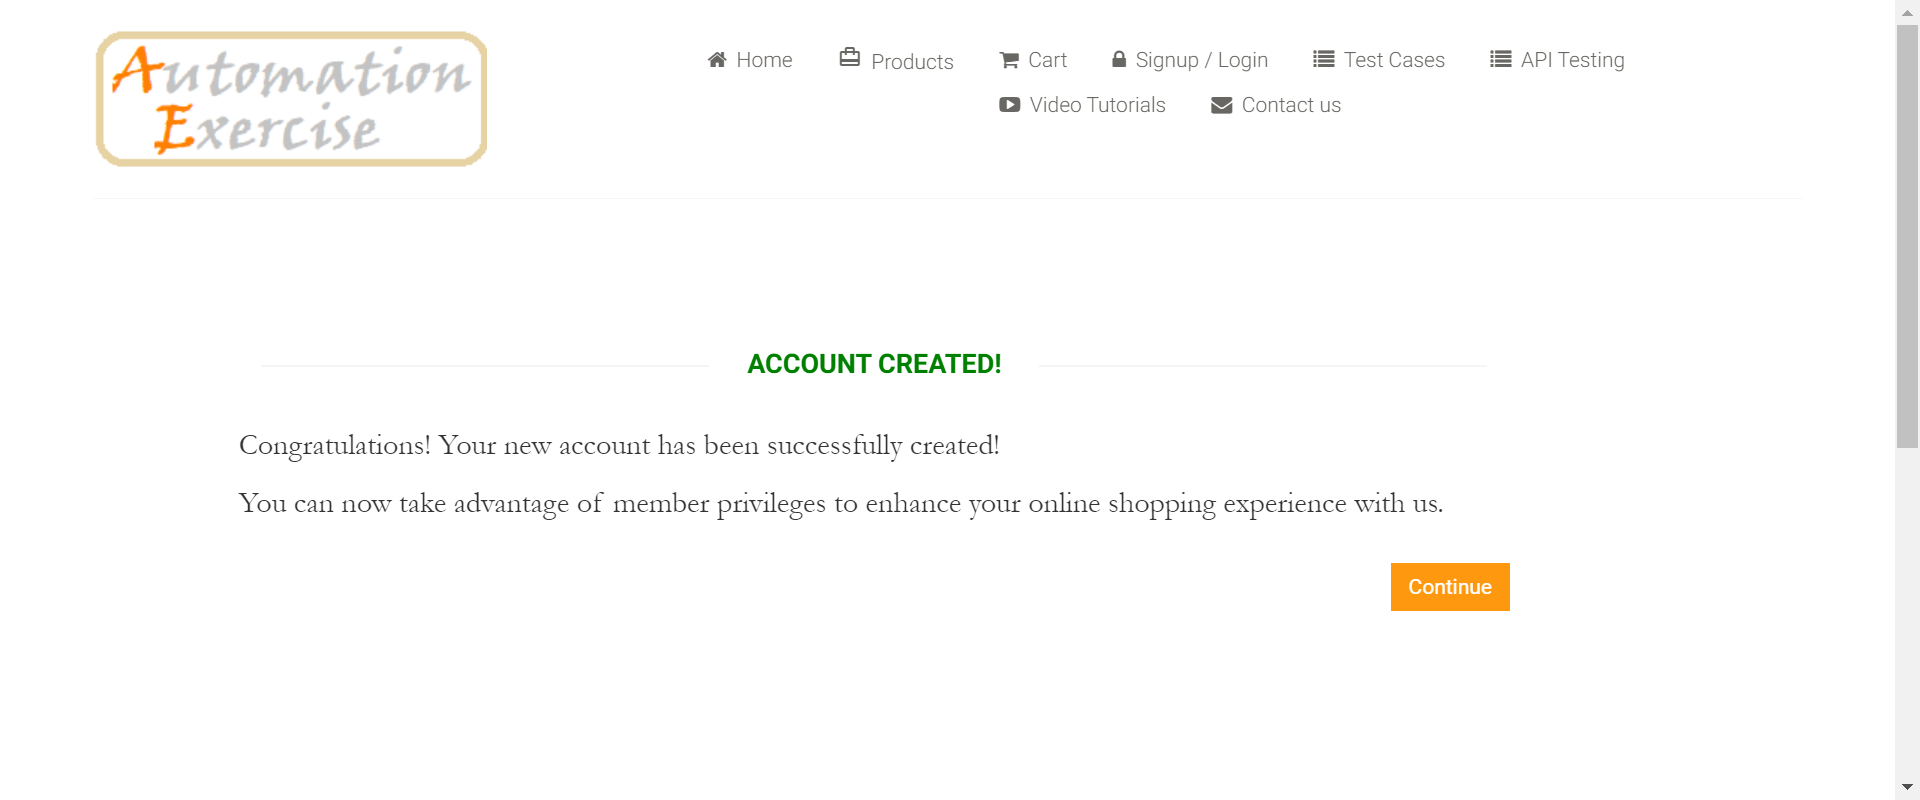 Automation
Exercise
Home
Products
Cart
Signup / Login
Test Cases
API Testing
Video Tutorials
Contact us
ACCOUNT CREATED!
Congratulations! Your new account has been successfully created!
You can now take advantage of member privileges to enhance your online shopping experience with us.
Continue